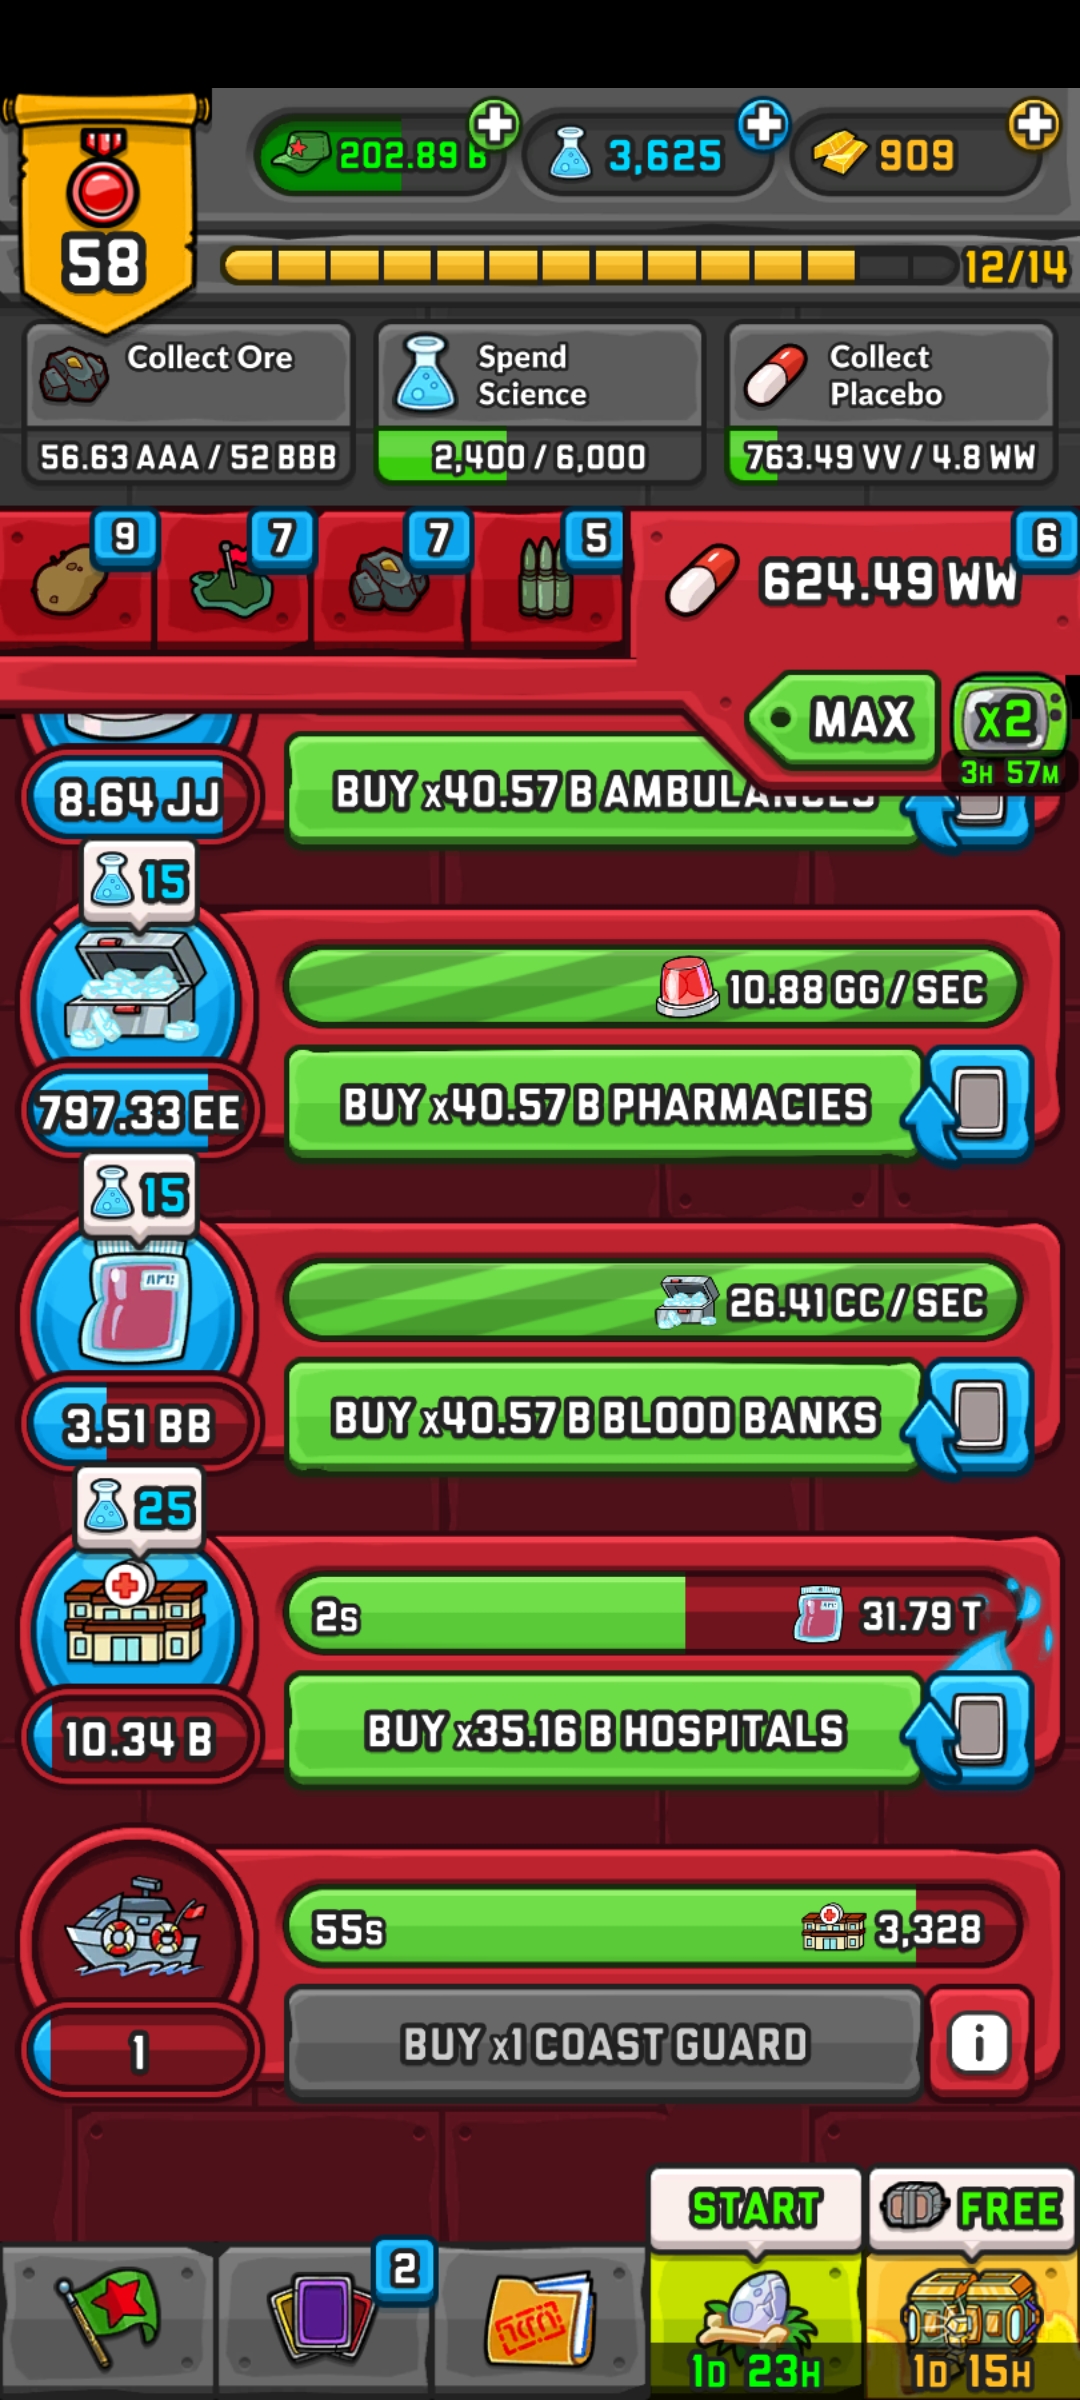 58
202.89 B
3,625
909
12/14
Collect Ore
56.63 AAA / 52 BBB
Spend
Science
2,400 / 6,000
Collect
Placebo
763.49 VV / 4.8 WW
9
7
7
5
6
624.49 WW
MAX
x2
3H 57M
8.64 JJ
BUY x40.57 B AMBULANCES
15
10.88 GG / SEC
797.33 EE
BUY x40.57 B PHARMACIES
15
26.41 CC / SEC
3.51 BB
BUY x40.57 B BLOOD BANKS
25
2s
31.79 T
10.34 B
BUY x35.16 B HOSPITALS
55s
3,328
1
BUY x1 COAST GUARD
i
START
FREE
2
1D 23H
1D 15H